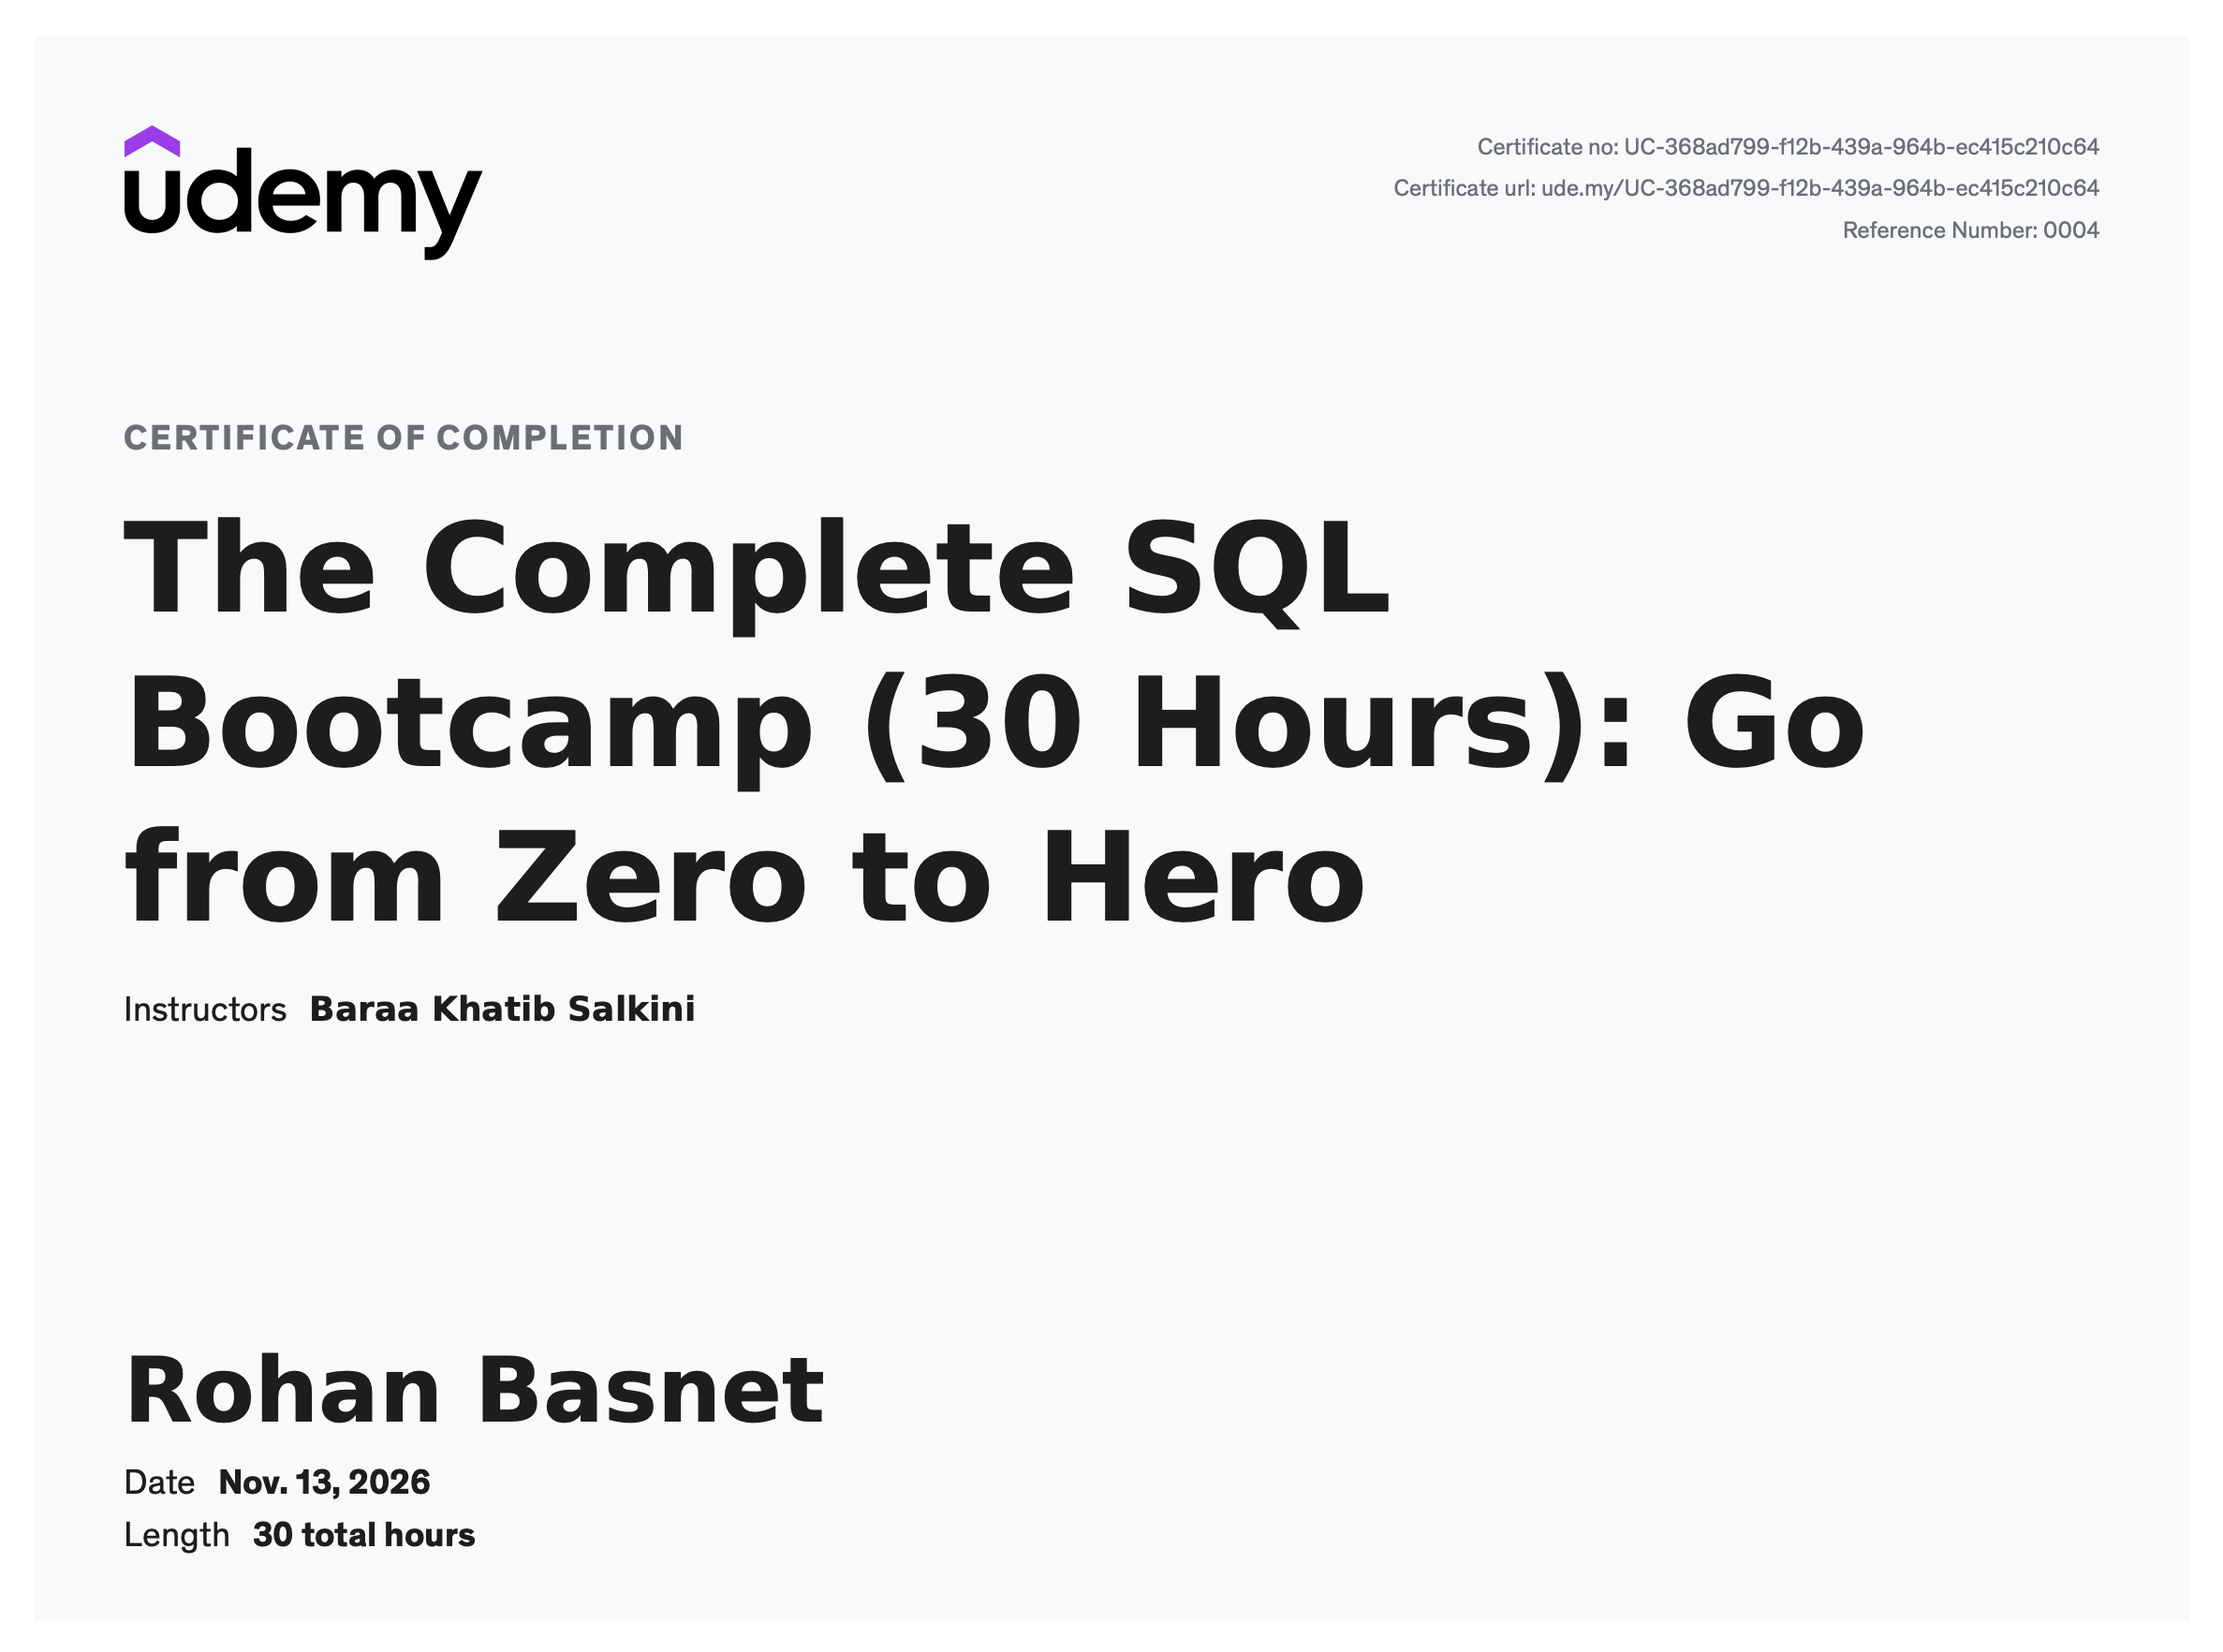 udemy
Certificate no: UC-368ad799-f12b-439a-964b-ec415c210c64
Certificate url: ude.my/UC-368ad799-f12b-439a-964b-ec415c210c64
Reference Number: 0004
CERTIFICATE OF COMPLETION
The Complete SQL
Bootcamp (30 Hours): Go
from Zero to Hero
Instructors Baraa Khatib Salkini
Rohan Basnet
Date Nov. 13, 2026
Length 30 total hours